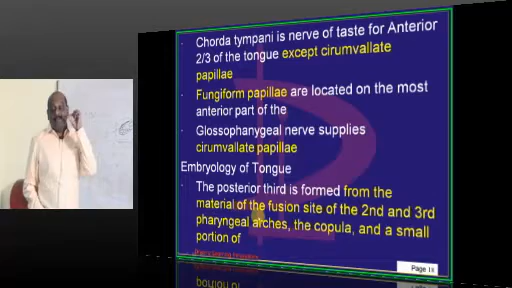 Chorda tympani is nerve of taste for Anterior
2/3 of the tongue except cirumvallate
papillae
Fungiform papillae are located on the most
anterior part of the
Glossophanygeal nerve supplies
cirumvallate papillae
Embryology of Tongue
The posterior third is formed from the
material of the fusion site of the 2nd and 3rd
pharyngeal arches, the copula, and a small
portion of
Page 18